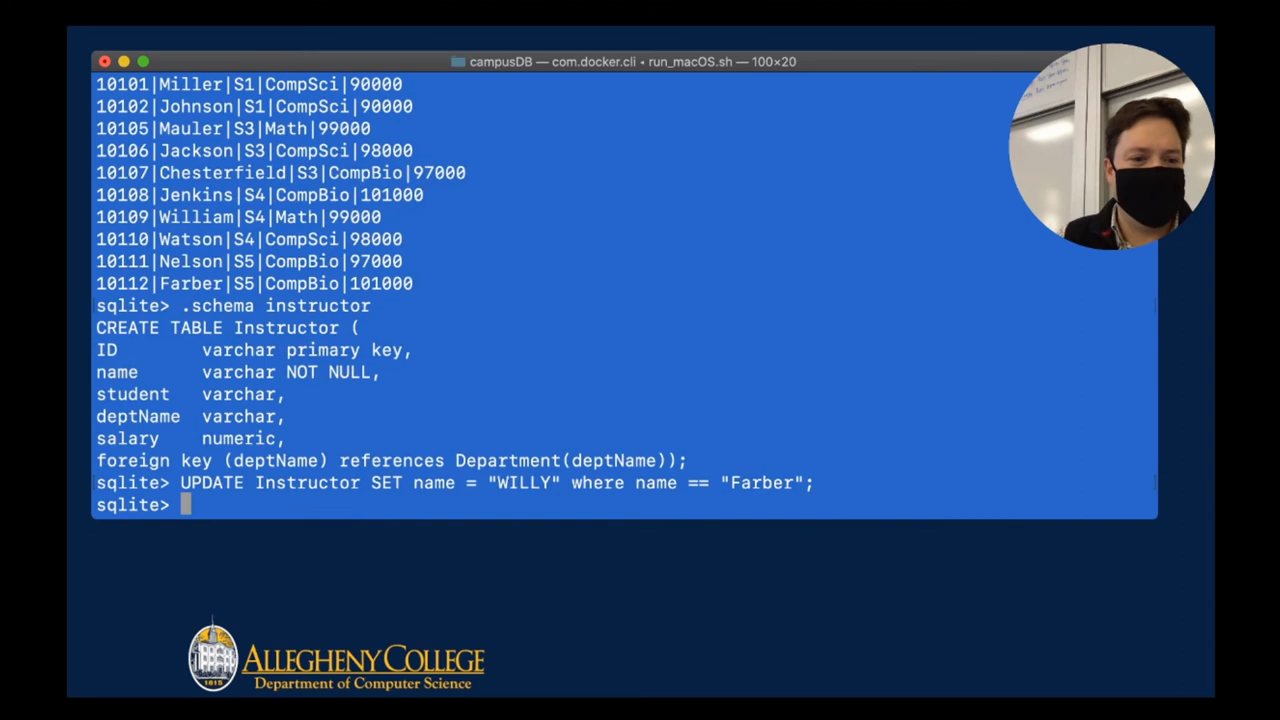 campusDB — com.docker.cli • run_macOS.sh — 100×20
10101|Miller|S1|CompSci|90000
10102|Johnson|S1|CompSci|90000
10105|Mauler|S3|Math|99000
10106|Jackson|S3|CompSci|98000
10107|Chesterfield|S3|CompBio|97000
10108|Jenkins|S4|CompBio|101000
10109|William|S4|Math|99000
10110|Watson|S4|CompSci|98000
10111|Nelson|S5|CompBio|97000
10112|Farber|S5|CompBio|101000
sqlite> .schema instructor
CREATE TABLE Instructor (
ID        varchar primary key,
name      varchar NOT NULL,
student   varchar,
deptName  varchar,
salary    numeric,
foreign key (deptName) references Department(deptName));
sqlite> UPDATE Instructor SET name = "WILLY" where name == "Farber";
sqlite>
1815
ALLEGHENY COLLEGE
Department of Computer Science